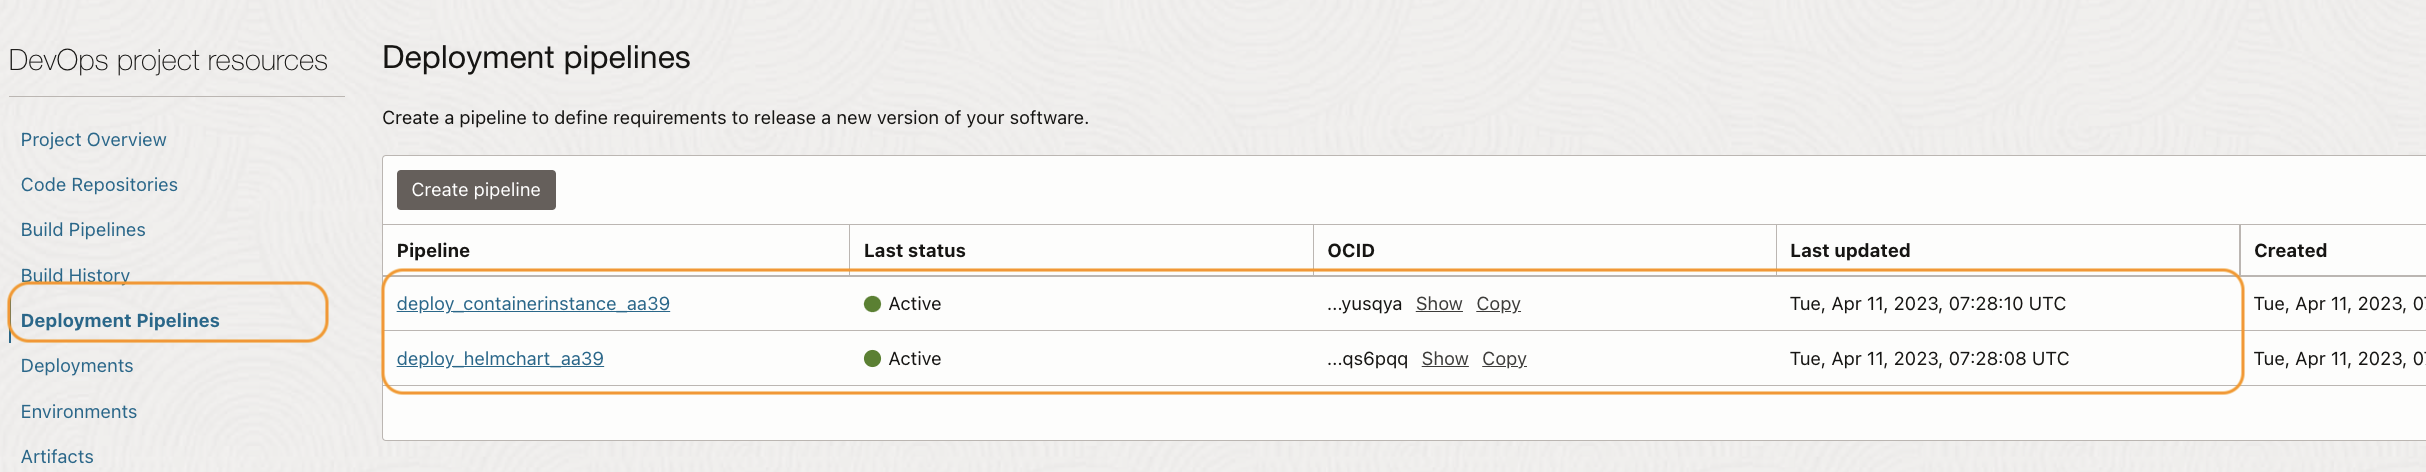 DevOps project resources
Project Overview
Code Repositories
Build Pipelines
Build History
Deployment Pipelines
Deployments
Environments
Artifacts
Deployment pipelines
Create a pipeline to define requirements to release a new version of your software.
Create pipeline
Pipeline Last status OCID Last updated Created
deploy_containerinstance_aa39 Active ...yusqya Show Copy Tue, Apr 11, 2023, 07:28:10 UTC Tue, Apr 11, 2023,
deploy_helmchart_aa39 Active ...qs6pqq Show Copy Tue, Apr 11, 2023, 07:28:08 UTC Tue, Apr 11, 2023,